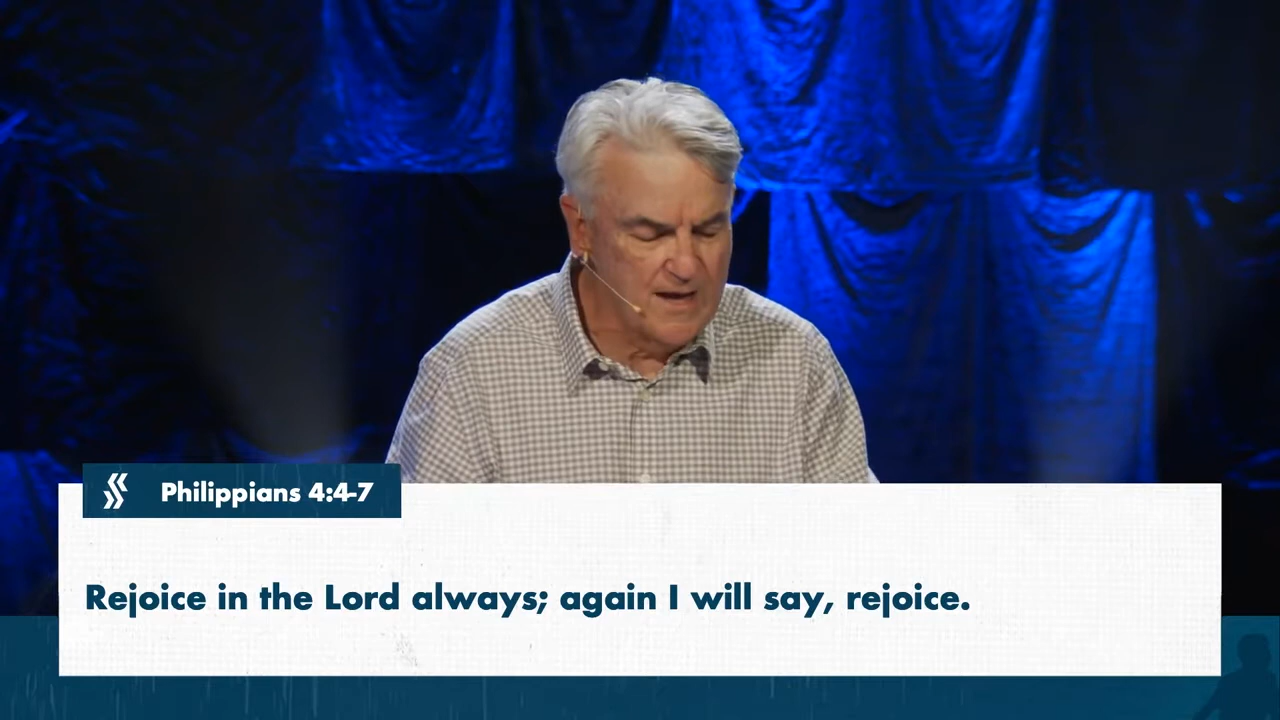 Philippians 4:4-7
Rejoice in the Lord always; again I will say, rejoice.